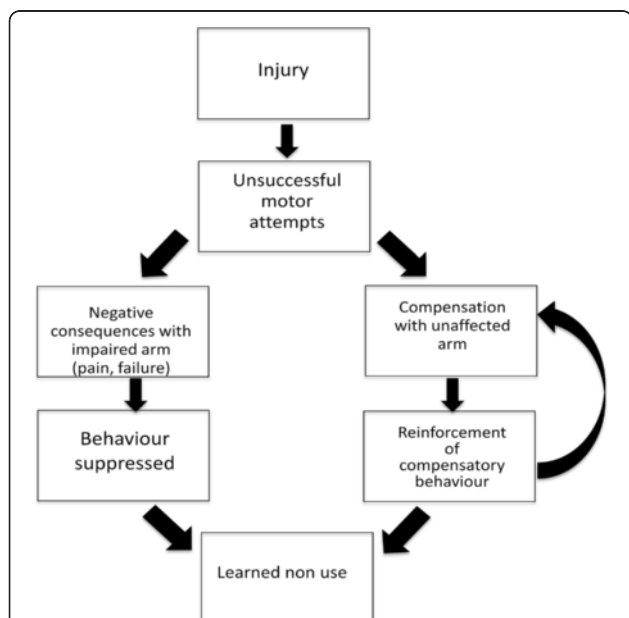 Injury
Unsuccessful
motor
attempts
Negative
consequences with
impaired arm
(pain, failure)
Compensation
with unaffected
arm
Behaviour
suppressed
Reinforcement
of
compensatory
behaviour
Learned non use